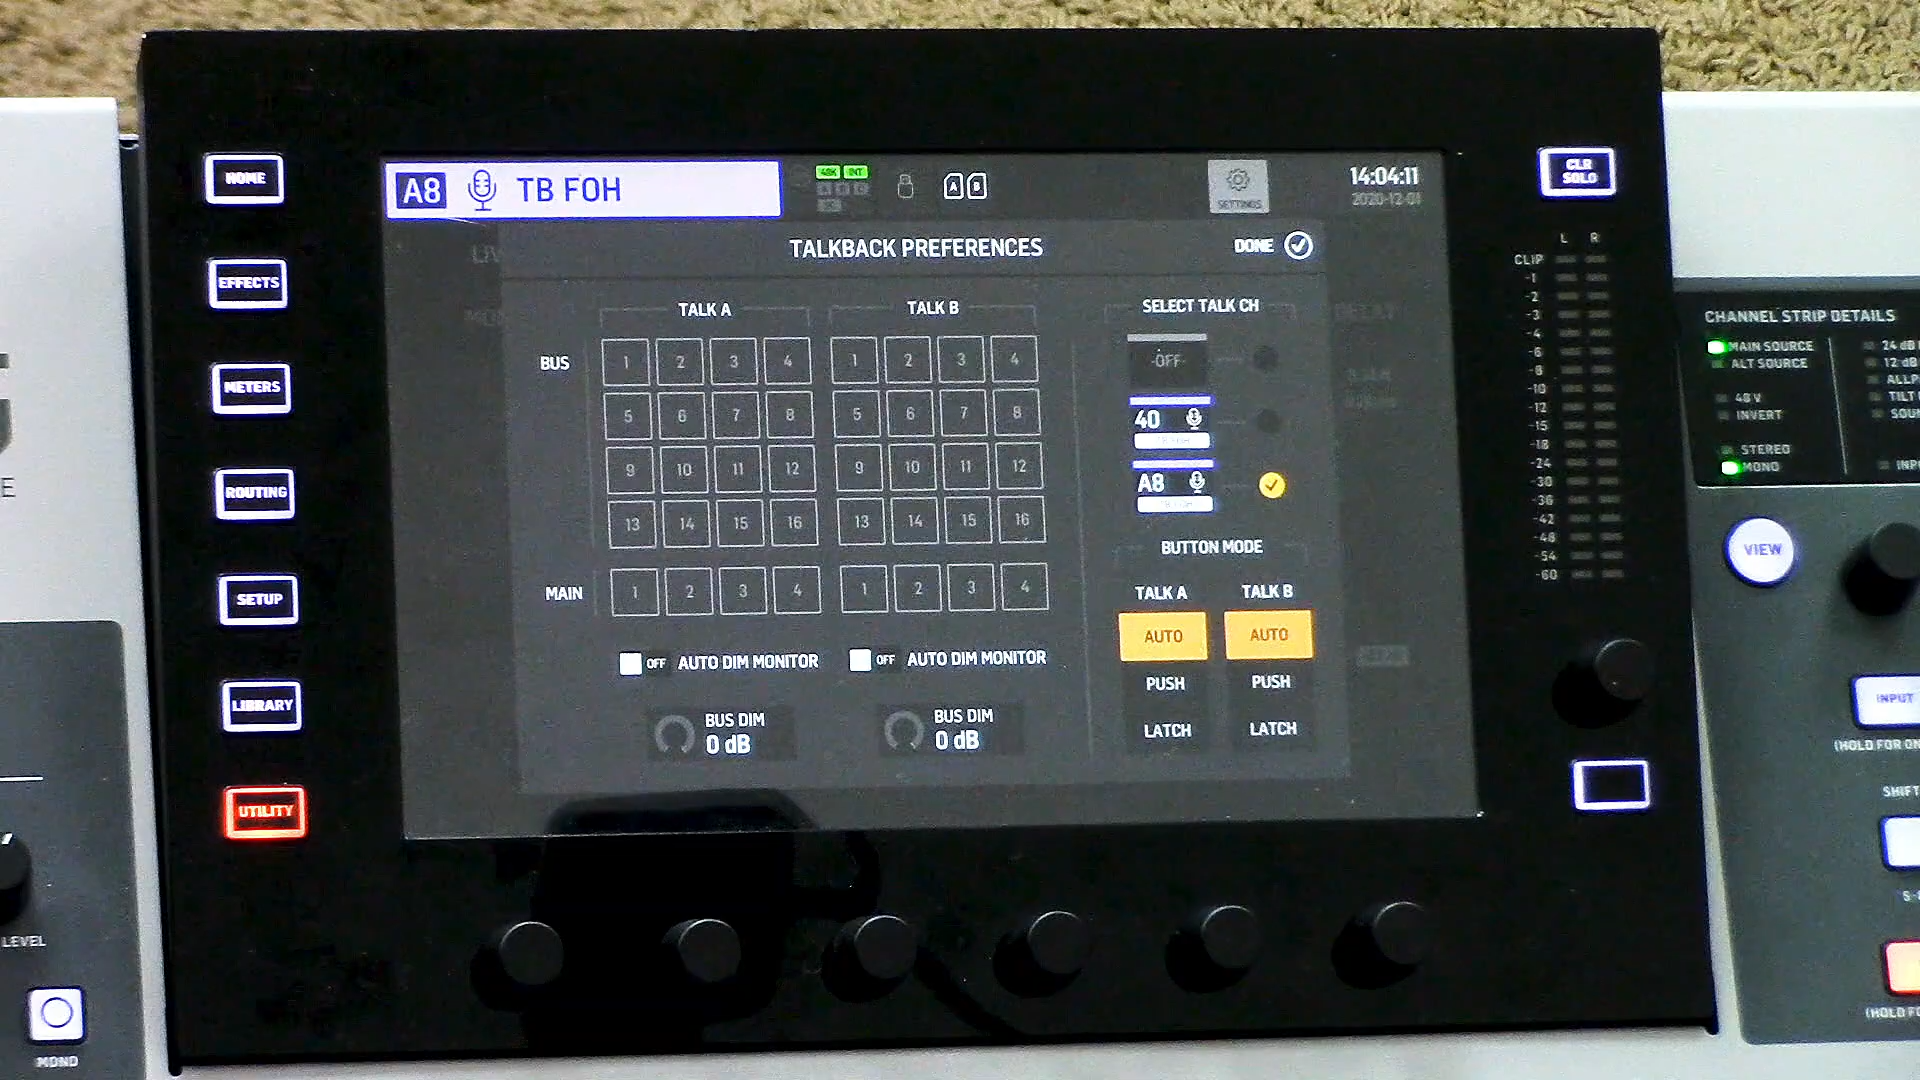 HOME
EFFECTS
METERS
ROUTING
SETUP
LIBRARY
UTILITY
A8 TB FOH
48K INT
A B
SETTINGS
14:04:11
2020-12-01
TALKBACK PREFERENCES
DONE
TALK A
TALK B
BUS
1 2 3 4 1 2 3 4
5 6 7 8 5 6 7 8
9 10 11 12 9 10 11 12
13 14 15 16 13 14 15 16
MAIN
1 2 3 4 1 2 3 4
OFF AUTO DIM MONITOR
OFF AUTO DIM MONITOR
BUS DIM
0 dB
BUS DIM
0 dB
SELECT TALK CH
-OFF-
40
TB FOH
A8
TB FOH
BUTTON MODE
TALK A TALK B
AUTO AUTO
PUSH PUSH
LATCH LATCH
CLR
SOLO
L R
CLIP
-1
-2
-3
-4
-6
-8
-10
-12
-15
-18
-24
-30
-36
-42
-48
-54
-60
CHANNEL STRIP DETAILS
MAIN SOURCE
ALT SOURCE
48 V
INVERT
STEREO
MONO
24 dB
12 dB
VIEW
INPUT
(HOLD FOR
SHIFT
(HOLD
LEVEL
MONO